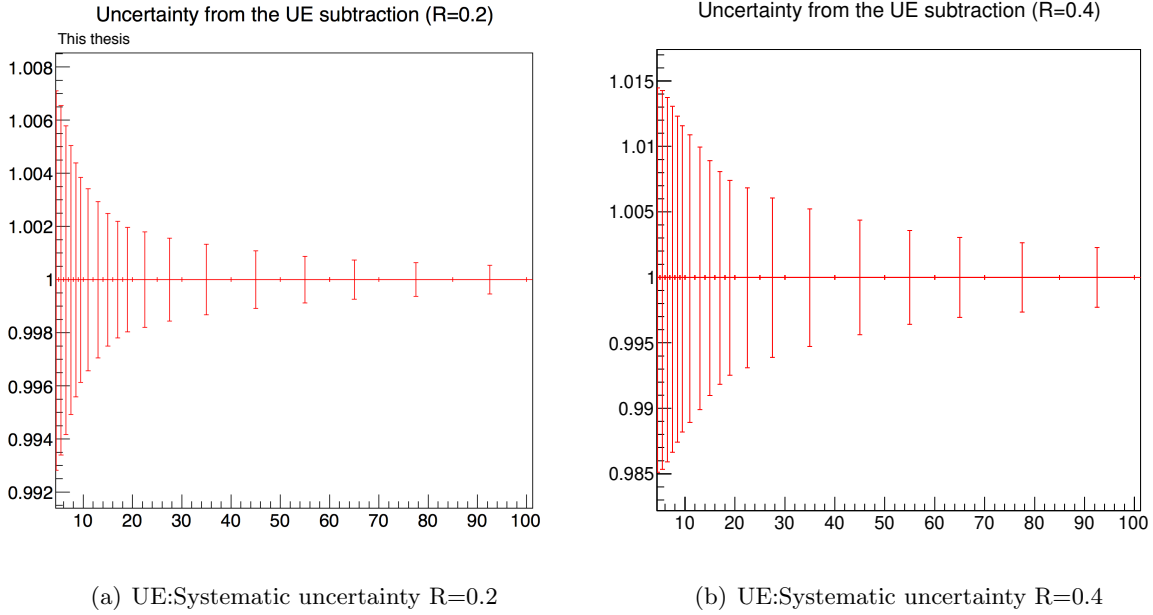 Uncertainty from the UE subtraction (R=0.2)
This thesis
1.008
1.006
1.004
1.002
1
0.998
0.996
0.994
0.992
10 20 30 40 50 60 70 80 90 100
(a) UE:Systematic uncertainty R=0.2
Uncertainty from the UE subtraction (R=0.4)
1.015
1.01
1.005
1
0.995
0.99
0.985
10 20 30 40 50 60 70 80 90 100
(b) UE:Systematic uncertainty R=0.4